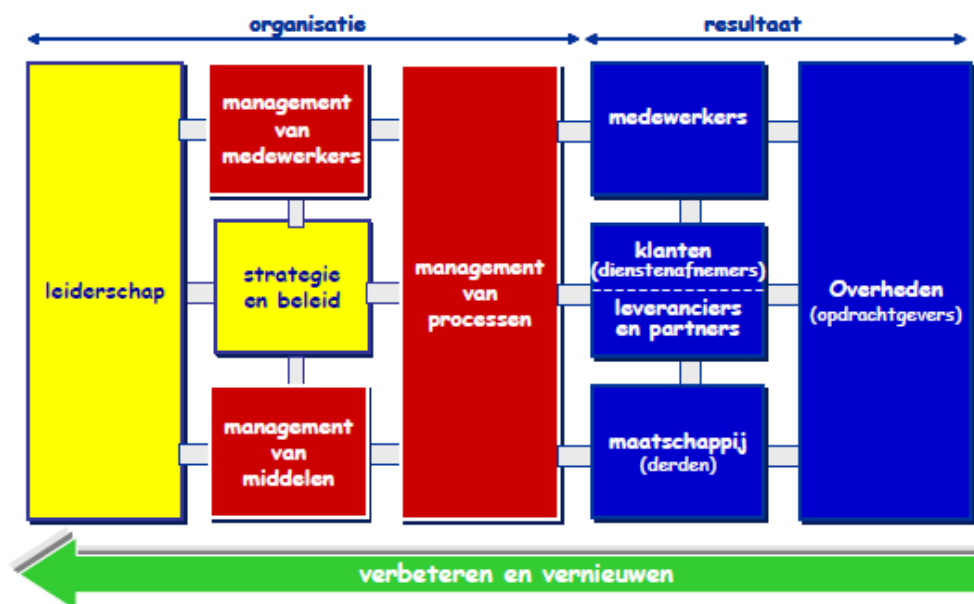 organisatie
resultaat
leiderschap
management
van
medewerkers
strategie
en beleid
management
van
middelen
management
van
processen
medewerkers
klanten
(dienstenafnemers)
leveranciers
en partners
maatschappij
(derden)
Overheden
(opdrachtgevers)
verbeteren en vernieuwen